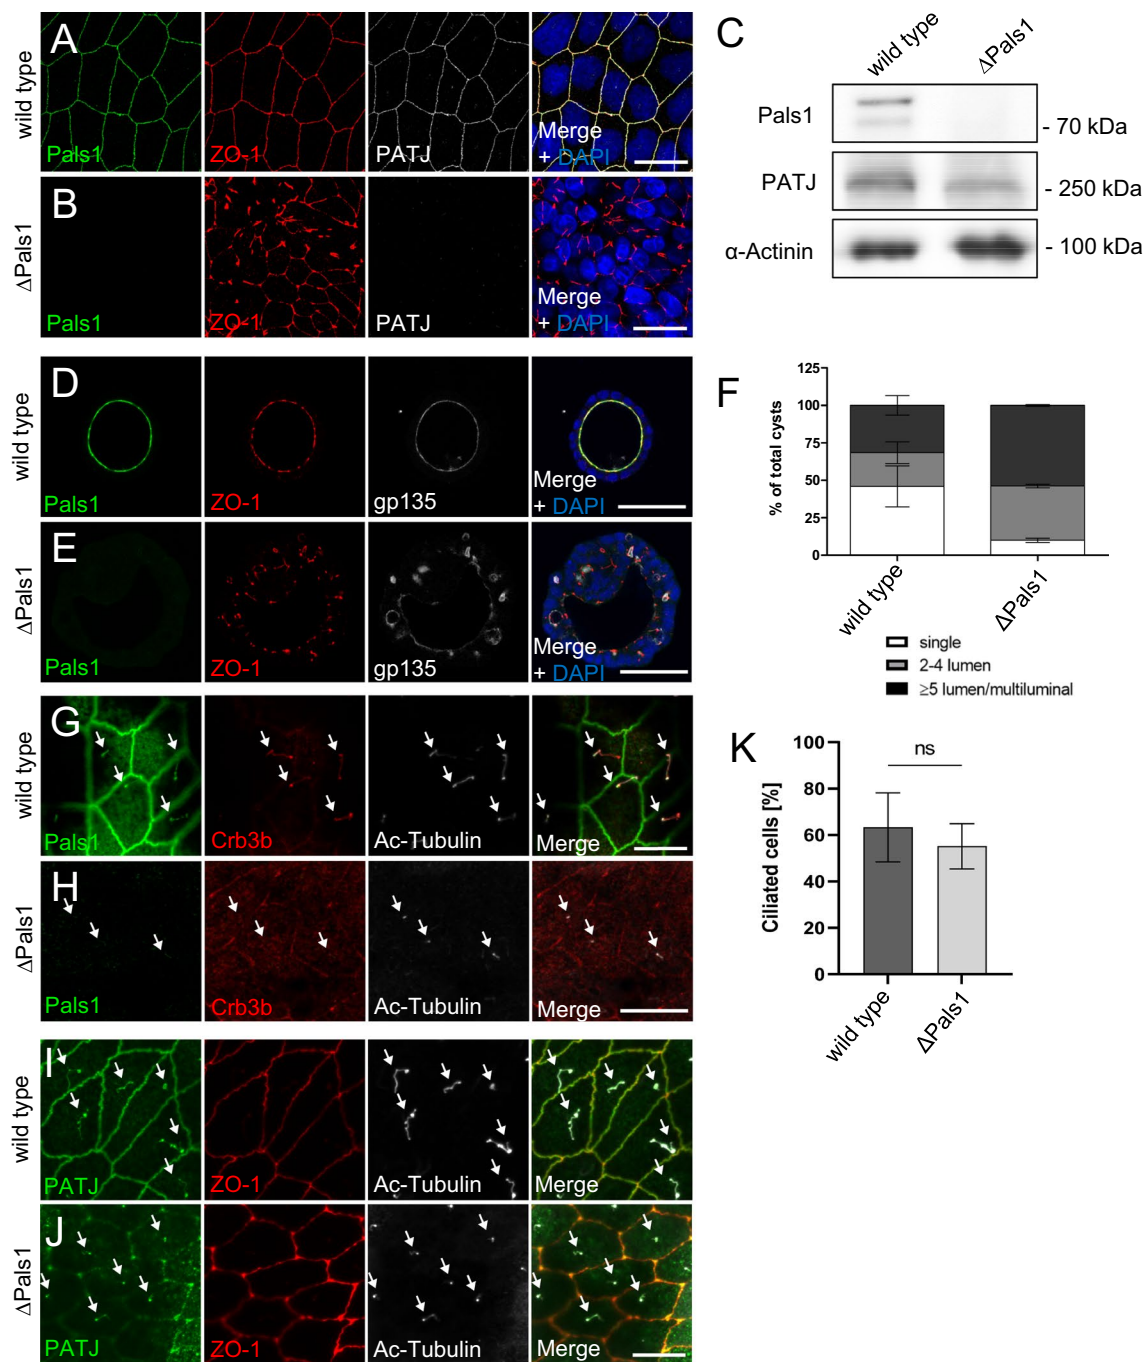 A
wild type
Pals1
ZO-1
PATJ
Merge
+ DAPI
B
ΔPals1
Pals1
ZO-1
PATJ
Merge
+ DAPI
C
wild type
ΔPals1
Pals1
- 70 kDa
PATJ
- 250 kDa
α-Actinin
- 100 kDa
D
wild type
Pals1
ZO-1
gp135
Merge
+ DAPI
E
ΔPals1
Pals1
ZO-1
gp135
Merge
+ DAPI
F
% of total cysts
125
100
75
50
25
0
wild type
ΔPals1
single
2-4 lumen
≥5 lumen/multiluminal
G
wild type
Pals1
Crb3b
Ac-Tubulin
Merge
H
ΔPals1
Pals1
Crb3b
Ac-Tubulin
Merge
I
wild type
PATJ
ZO-1
Ac-Tubulin
Merge
J
ΔPals1
PATJ
ZO-1
Ac-Tubulin
Merge
K
Ciliated cells [%]
100
80
60
40
20
0
ns
wild type
ΔPals1